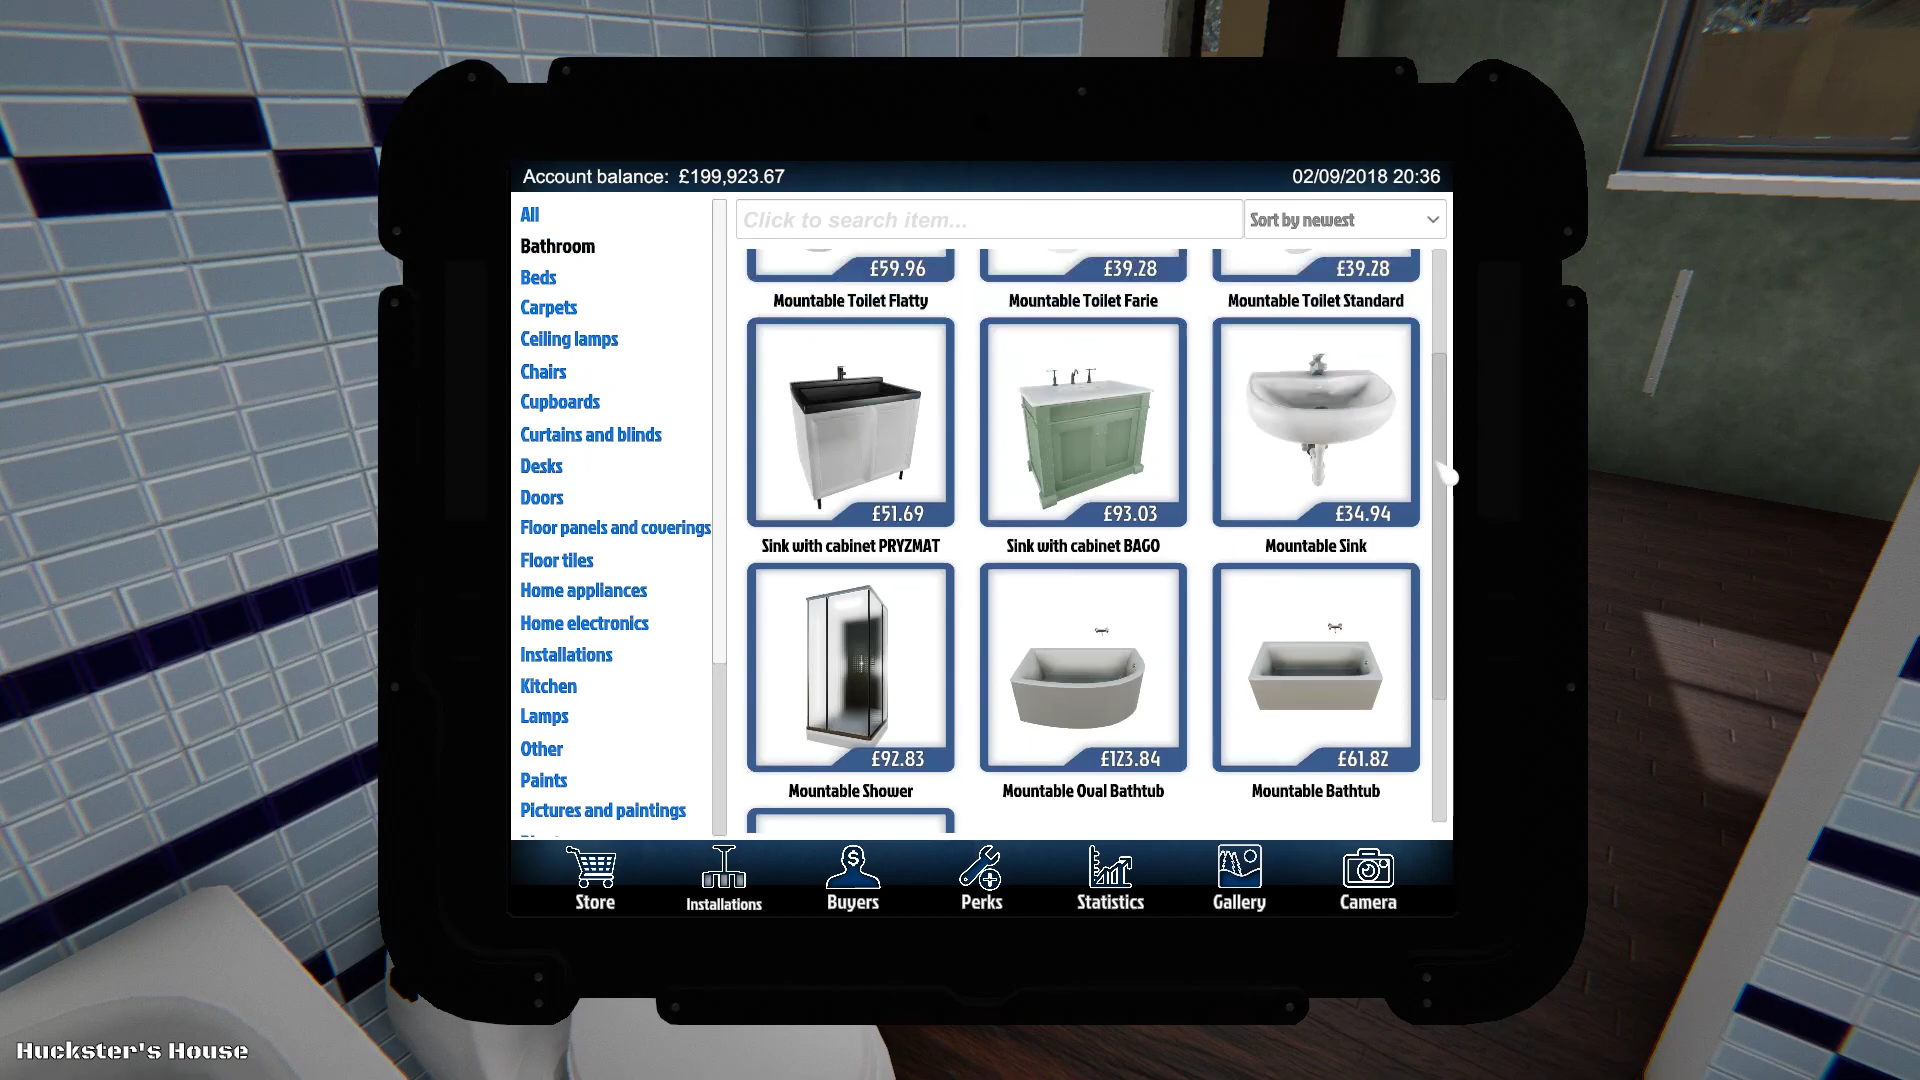 Account balance: £199,923.67
02/09/2018 20:36
All
Bathroom
Beds
Carpets
Ceiling lamps
Chairs
Cupboards
Curtains and blinds
Desks
Doors
Floor panels and coverings
Floor tiles
Home appliances
Home electronics
Installations
Kitchen
Lamps
Other
Paints
Pictures and paintings
Click to search item...
Sort by newest
£59.96
£39.28
£39.28
Mountable Toilet Flatty
Mountable Toilet Farie
Mountable Toilet Standard
£51.69
£93.03
£34.94
Sink with cabinet PRYZMAT
Sink with cabinet BAGO
Mountable Sink
£92.83
£123.84
£61.82
Mountable Shower
Mountable Oval Bathtub
Mountable Bathtub
Store
Installations
Buyers
Perks
Statistics
Gallery
Camera
Huckster's House